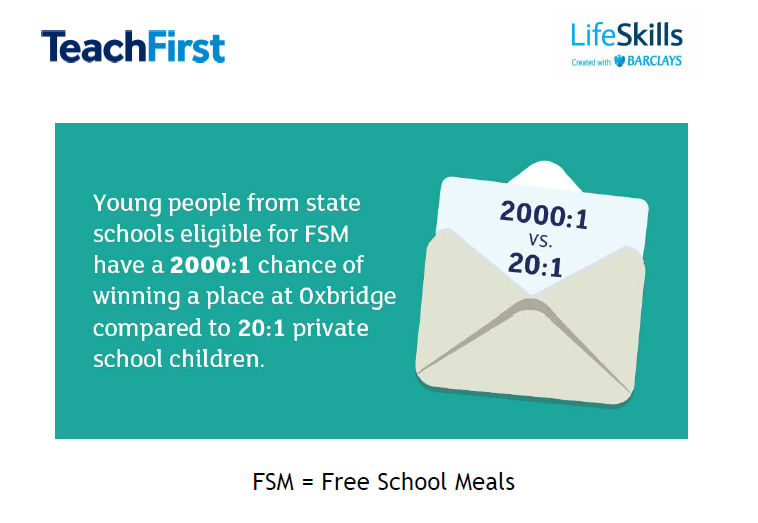 TeachFirst
LifeSkills
Created with BARCLAYS
Young people from state
schools eligible for FSM
have a 2000:1 chance of
winning a place at Oxbridge
compared to 20:1 private
school children.
2000:1
vs.
20:1
FSM = Free School Meals